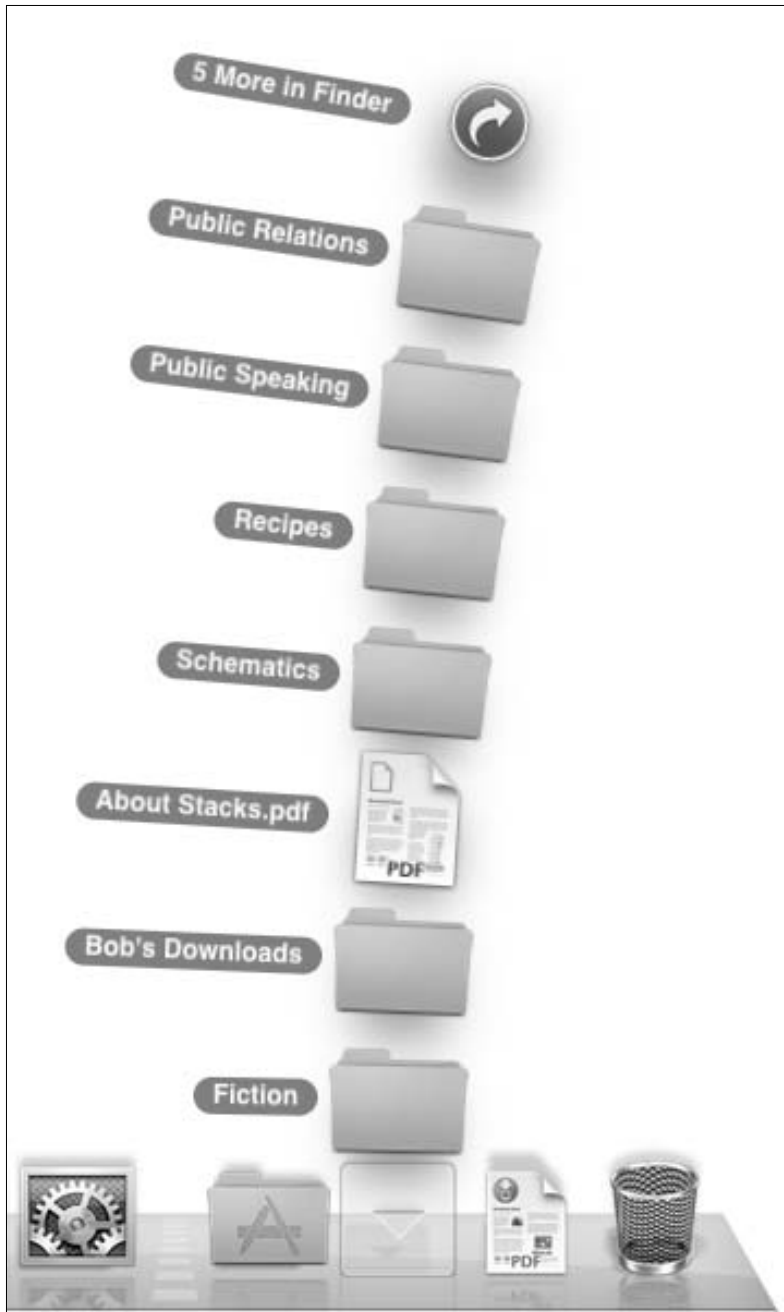 5 More in Finder
Public Relations
Public Speaking
Recipes
Schematics
About Stacks.pdf
PDF
Bob's Downloads
Fiction
PDF